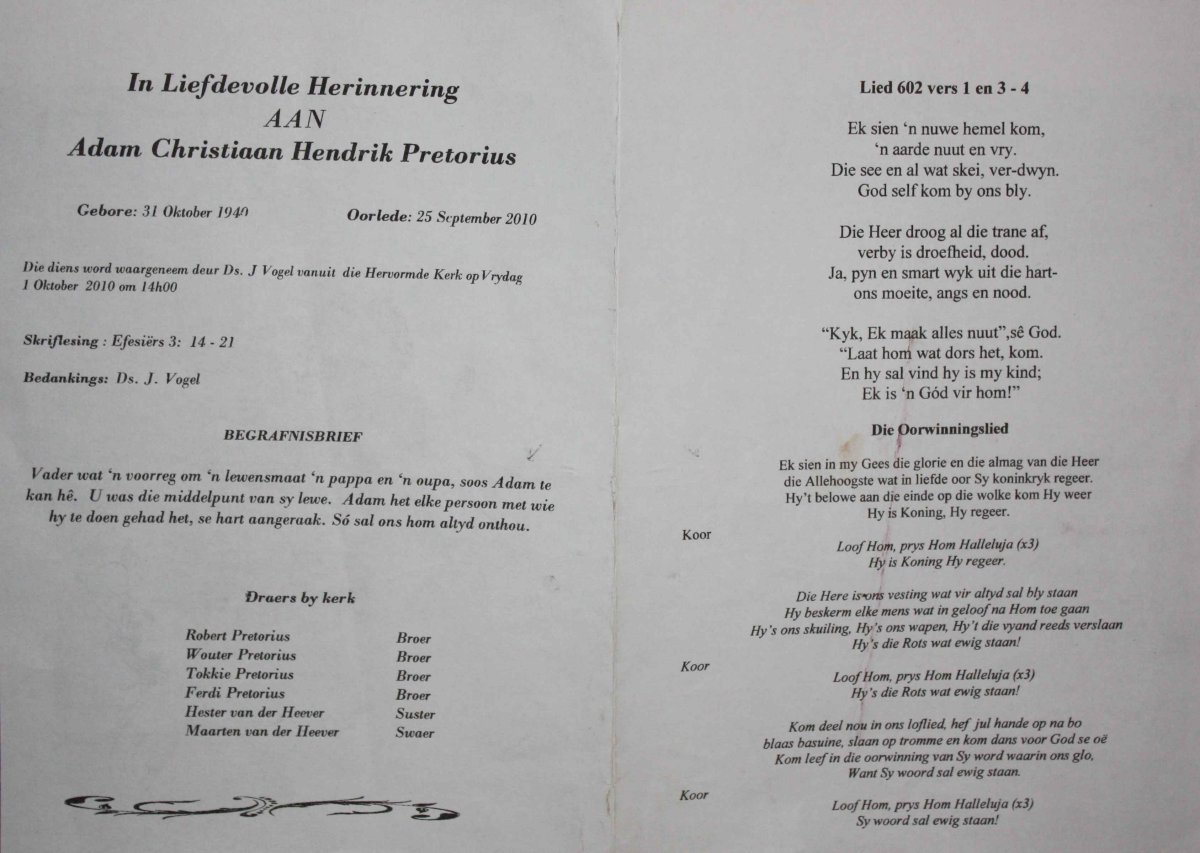 In Liefdevolle Herinnering
AAN
Adam Christiaan Hendrik Pretorius
Gebore: 31 Oktober 1940 Oorlede: 25 September 2010
Die diens word waargeneem deur Ds. J Vogel vanuit die Hervormde Kerk op Vrydag
1 Oktober 2010 om 14h00
Skriflesing : Efesiërs 3: 14 - 21
Bedankings: Ds. J. Vogel
BEGRAFNISBRIEF
Vader wat ‘n voorreg om ‘n lewensmaat ‘n pappa en ‘n oupa, soos Adam te
kan hê. U was die middelpunt van sy lewe. Adam het elke persoon met wie
hy te doen gehad het, se hart aangeraak. Só sal ons hom altyd onthou.
Draers by kerk
Robert Pretorius Broer
Wouter Pretorius Broer
Tokkie Pretorius Broer
Ferdi Pretorius Broer
Hester van der Heever Suster
Maarten van der Heever Swaer
Lied 602 vers 1 en 3 - 4
Ek sien ‘n nuwe hemel kom,
‘n aarde nuut en vry.
Die see en al wat skei, ver-dwyn.
God self kom by ons bly.
Die Heer droog al die trane af,
verby is droefheid, dood.
Ja, pyn en smart wyk uit die hart-
ons moeite, angs en nood.
“Kyk, Ek maak alles nuut”,sê God.
“Laat hom wat dors het, kom.
En hy sal vind hy is my kind;
Ek is ‘n Gód vir hom!”
Die Oorwinningslied
Ek sien in my Gees die glorie en die almag van die Heer
die Allehoogste wat in liefde oor Sy koninkryk regeer.
Hy’t belowe aan die einde op die wolke kom Hy weer
Hy is Koning, Hy regeer.
Koor
Loof Hom, prys Hom Halleluja (x3)
Hy is Koning Hy regeer.
Die Here is ons vesting wat vir altyd sal bly staan
Hy beskerm elke mens wat in geloof na Hom toe gaan
Hy’s ons skuiling, Hy’s ons wapen, Hy’t die vyand reeds verslaan
Hy’s die Rots wat ewig staan!
Koor
Loof Hom, prys Hom Halleluja (x3)
Hy’s die Rots wat ewig staan!
Kom deel nou in ons loflied, hef jul hande op na bo
blaas basuine, slaan op tromme en kom dans voor God se oë
Kom leef in die oorwinning van Sy word waarin ons glo,
Want Sy woord sal ewig staan.
Koor
Loof Hom, prys Hom Halleluja (x3)
Sy woord sal ewig staan!